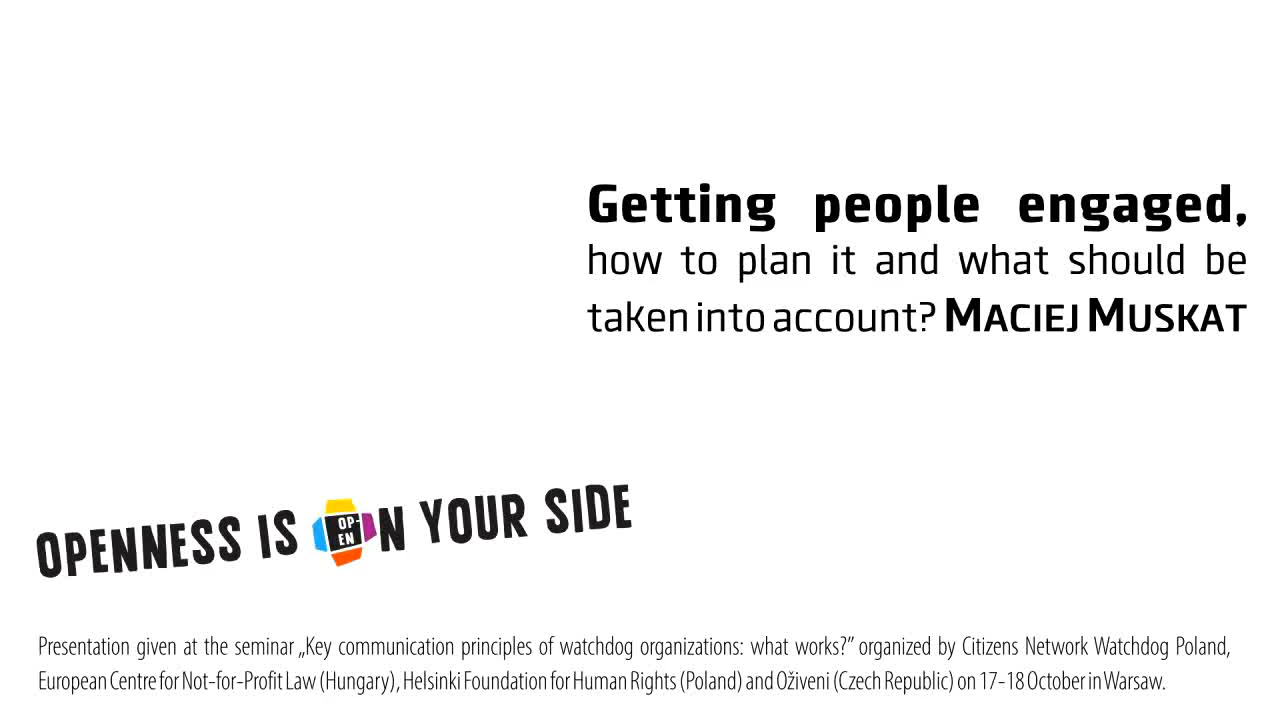 Getting people engaged,
how to plan it and what should be
taken into account? MACIEJ MUSKAT
OPENNESS IS ON YOUR SIDE
OP-
EN
Presentation given at the seminar „Key communication principles of watchdog organizations: what works?” organized by Citizens Network Watchdog Poland,
European Centre for Not-for-Profit Law (Hungary), Helsinki Foundation for Human Rights (Poland) and Oživeni (Czech Republic) on 17-18 October in Warsaw.